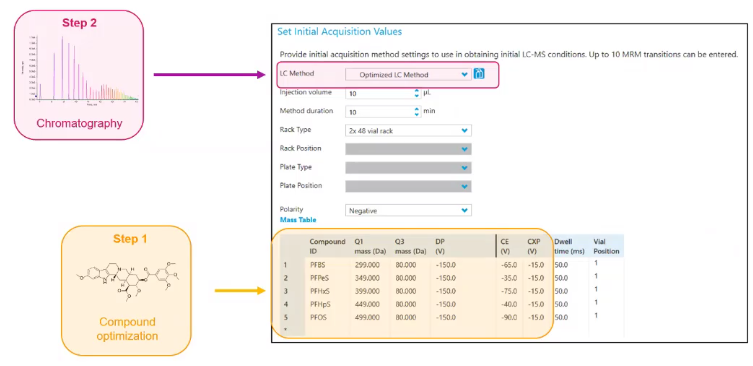 Step 2
Chromatography
Step 1
Compound
optimization
Set Initial Acquisition Values
Provide initial acquisition method settings to use in obtaining initial LC-MS conditions. Up to 10 MRM transitions can be entered.
LC Method Optimized LC Method
Injection volume 10 µL
Method duration 10 min
Rack Type 2x 48 vial rack
Rack Position
Plate Type
Plate Position
Polarity Negative
Mass Table
Compound Q1 Q3 DP CE CXP Dwell Vial
ID mass (Da) mass (Da) (V) (V) (V) time (ms) Position
1 PFBS 299.000 80.000 -150.0 -65.0 -15.0 50.0 1
2 PFPeS 349.000 80.000 -150.0 -35.0 -15.0 50.0 1
3 PFHxS 399.000 80.000 -150.0 -75.0 -15.0 50.0 1
4 PFHpS 449.000 80.000 -150.0 -40.0 -15.0 50.0 1
5 PFOS 499.000 80.000 -150.0 -90.0 -15.0 50.0 1
*